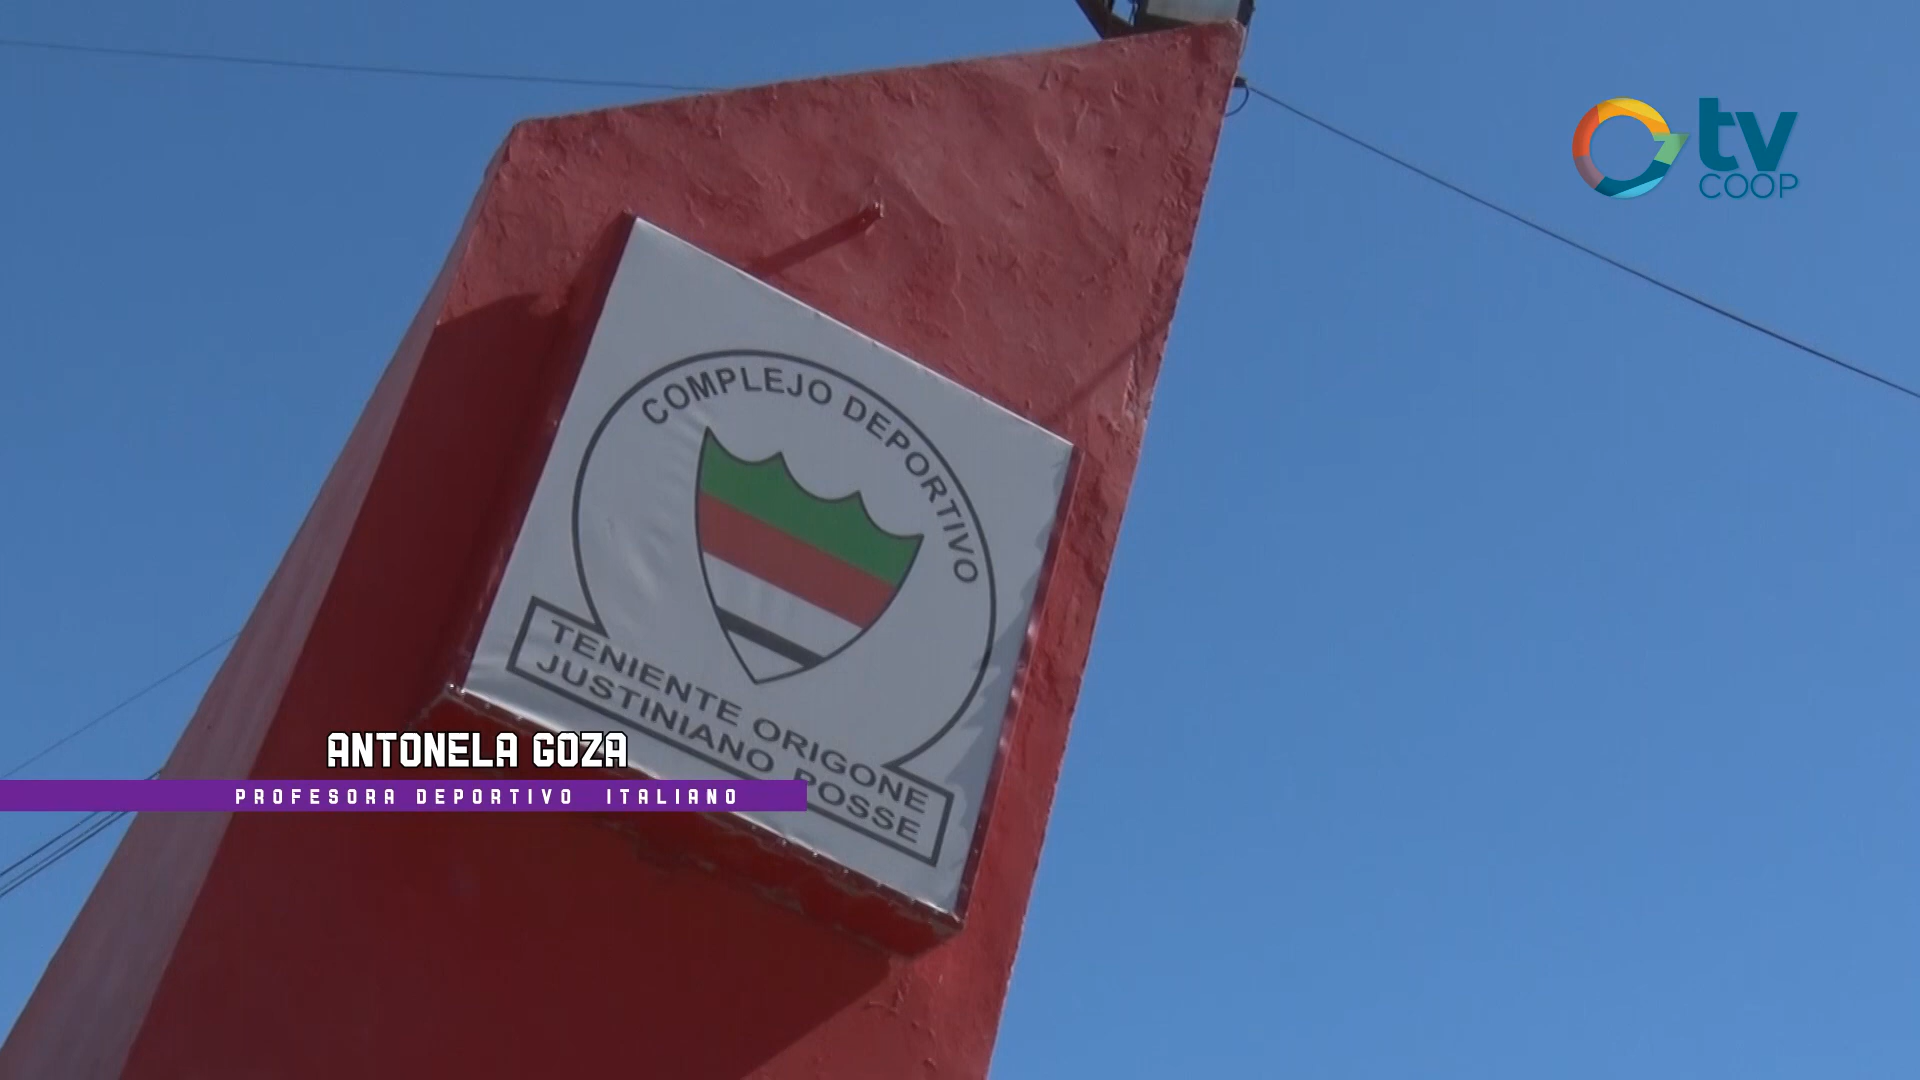 tv
COOP
COMPLEJO DEPORTIVO
TENIENTE ORIGONE
JUSTINIANO POSSE
ANTONELA GOZA
PROFESORA DEPORTIVO ITALIANO